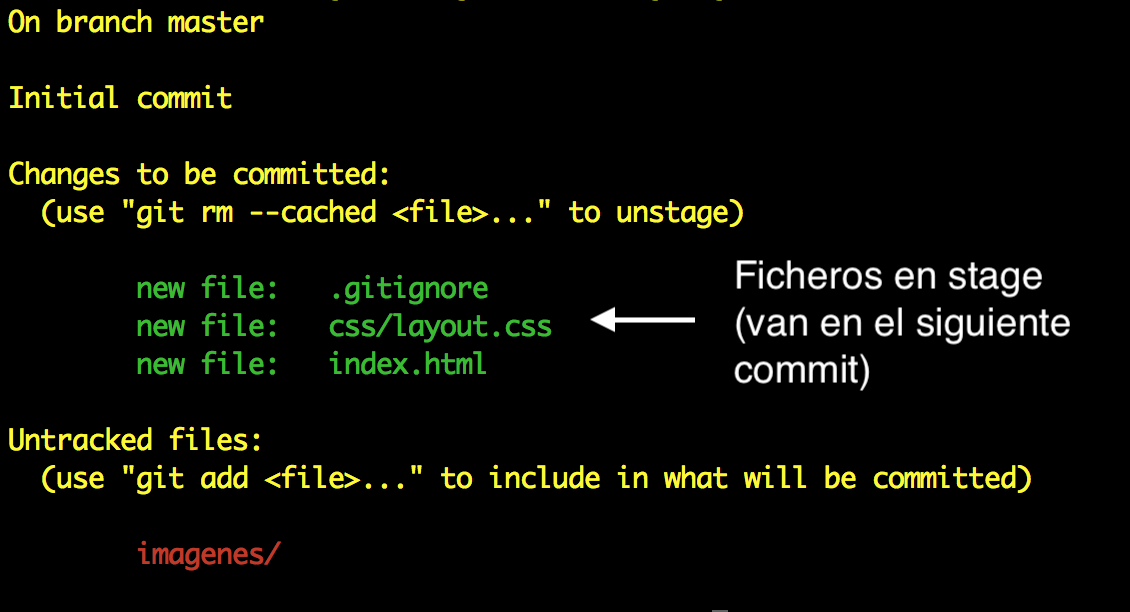 On branch master
Initial commit
Changes to be committed:
(use "git rm --cached <file>..." to unstage)
new file: .gitignore
new file: css/layout.css
new file: index.html
Ficheros en stage
(van en el siguiente
commit)
Untracked files:
(use "git add <file>..." to include in what will be committed)
imagenes/